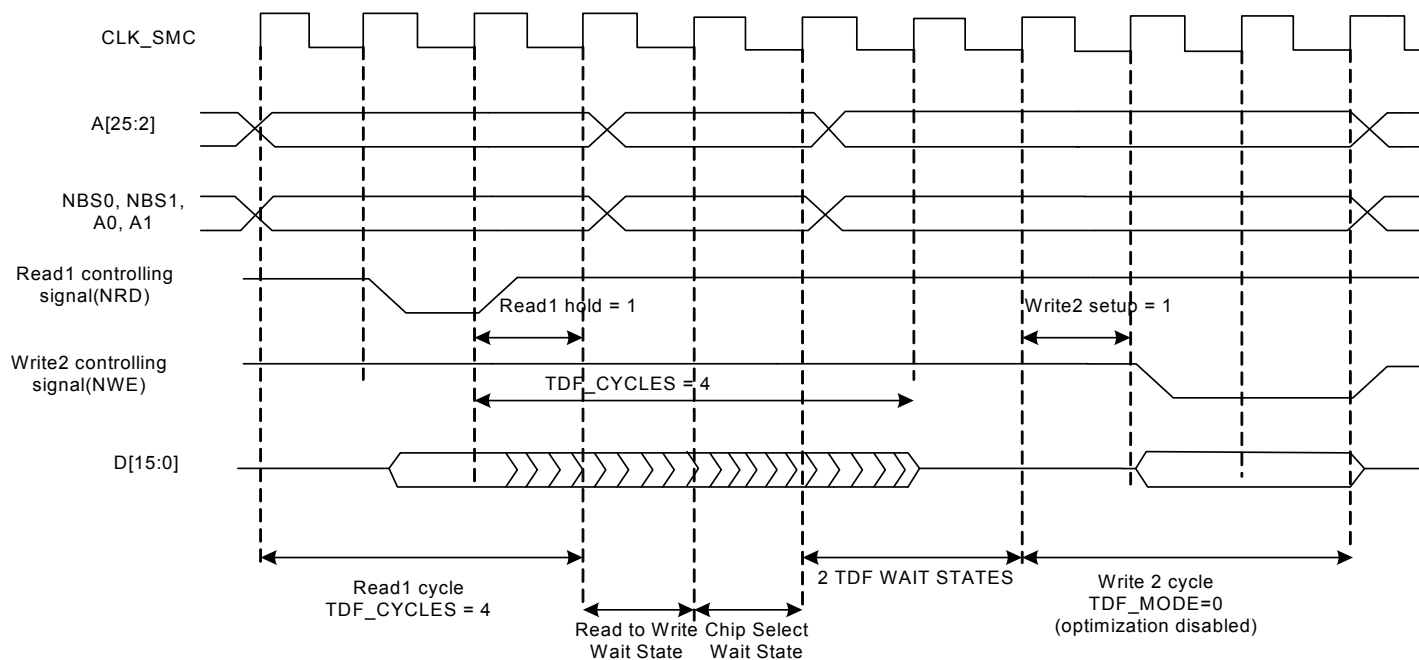 CLK_SMC
A[25:2]
NBS0, NBS1,
A0, A1
Read1 controlling
signal(NRD)
Read1 hold = 1
Write2 setup = 1
Write2 controlling
signal(NWE)
TDF_CYCLES = 4
D[15:0]
2 TDF WAIT STATES
Read1 cycle
TDF_CYCLES = 4
Write 2 cycle
TDF_MODE=0
(optimization disabled)
Read to Write
Wait State
Chip Select
Wait State